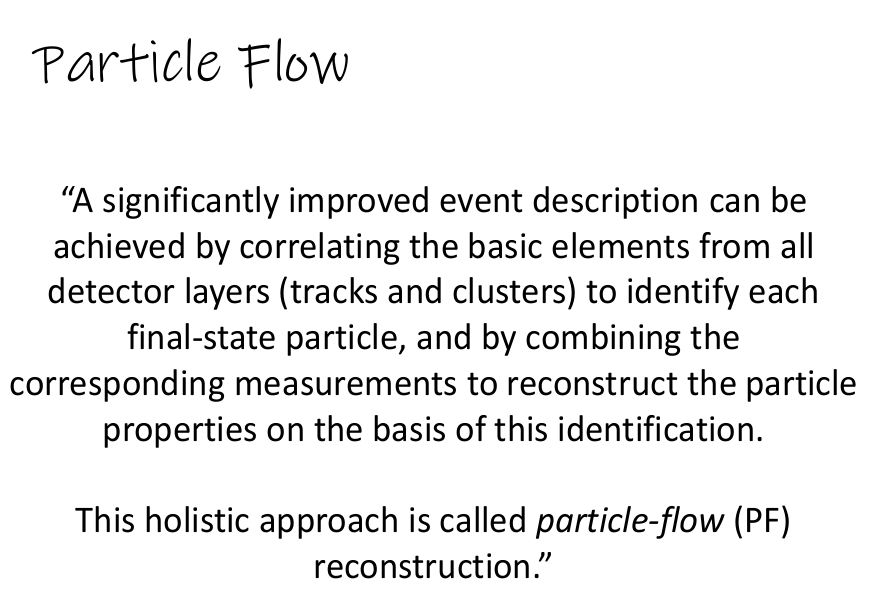 Particle Flow
“A significantly improved event description can be
achieved by correlating the basic elements from all
detector layers (tracks and clusters) to identify each
final-state particle, and by combining the
corresponding measurements to reconstruct the particle
properties on the basis of this identification.
This holistic approach is called particle-flow (PF)
reconstruction.”